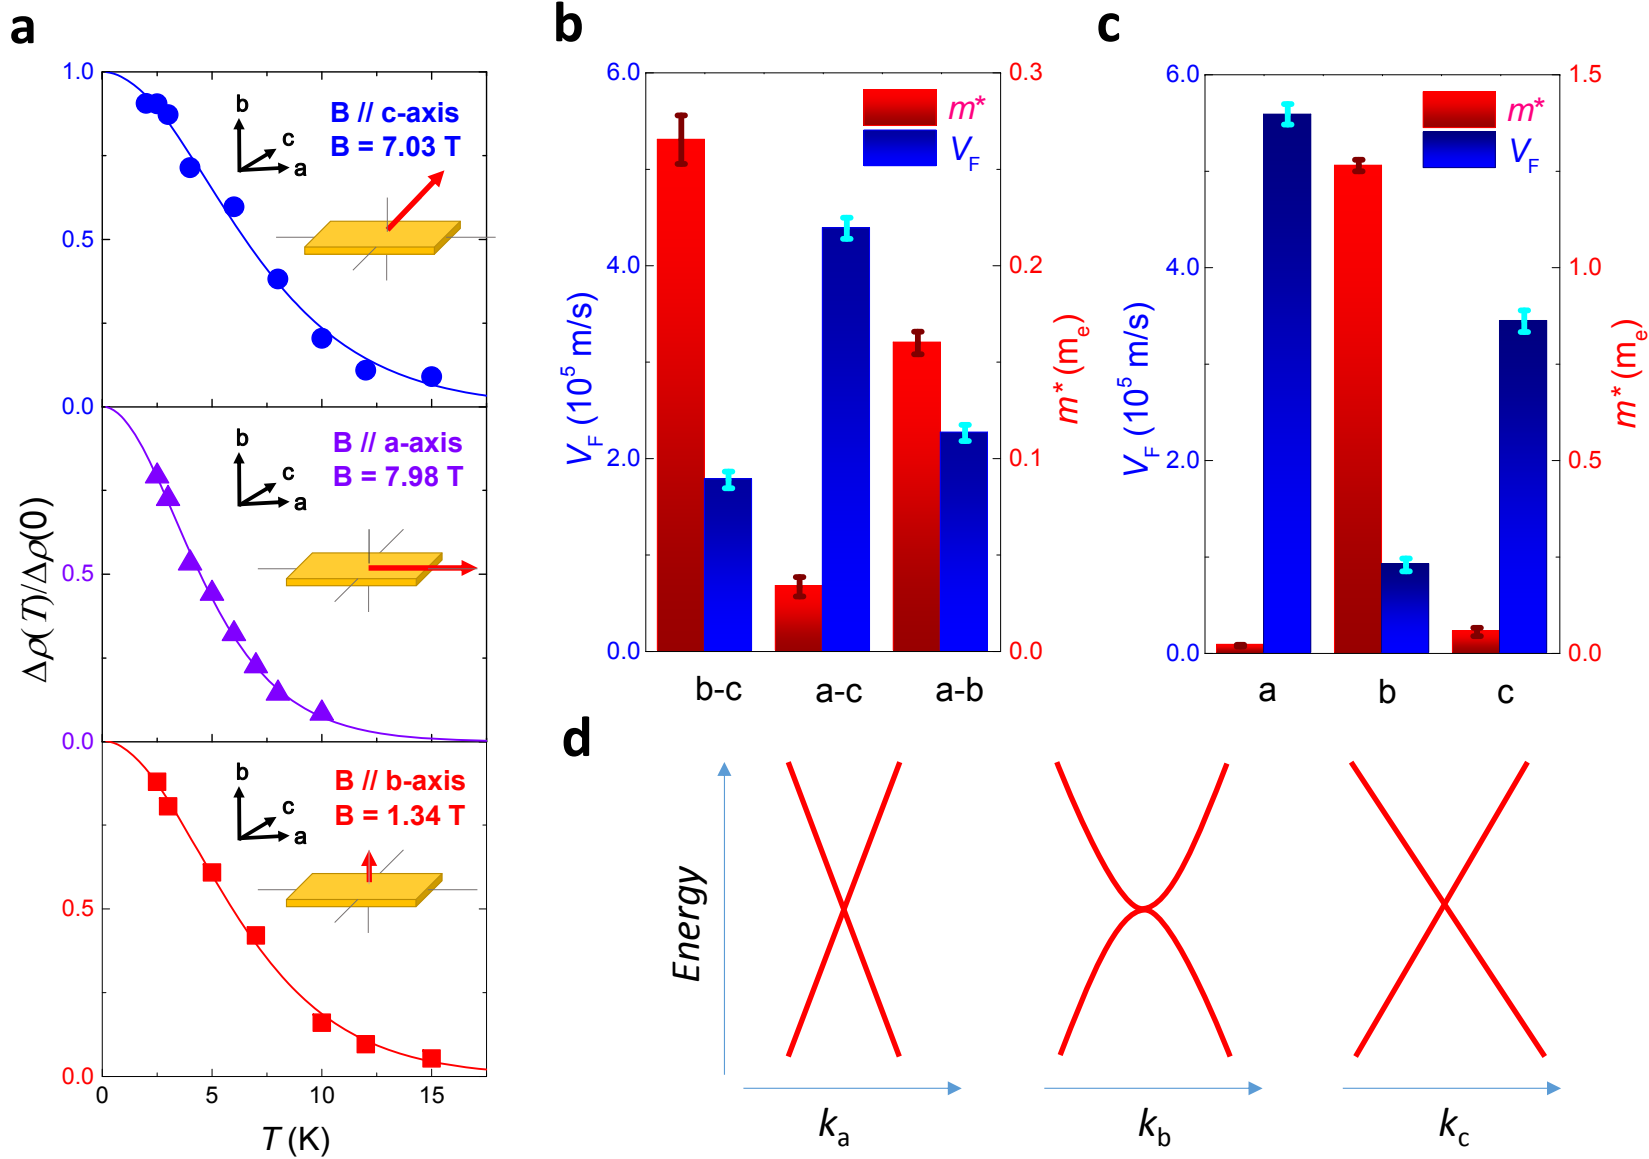 a
1.0
0.5
0.0
0.5
0.0
0.5
0.0
Δρ(T)/Δρ(0)
b
c
a
B // c-axis
B = 7.03 T
b
c
a
B // a-axis
B = 7.98 T
b
c
a
B // b-axis
B = 1.34 T
0
5
10
15
T (K)
b
6.0
4.0
2.0
0.0
V_F (10^5 m/s)
m*
V_F
0.3
0.2
0.1
0.0
m* (m_e)
b-c
a-c
a-b
c
6.0
4.0
2.0
0.0
V_F (10^5 m/s)
m*
V_F
1.5
1.0
0.5
0.0
m* (m_e)
a
b
c
d
Energy
k_a
k_b
k_c